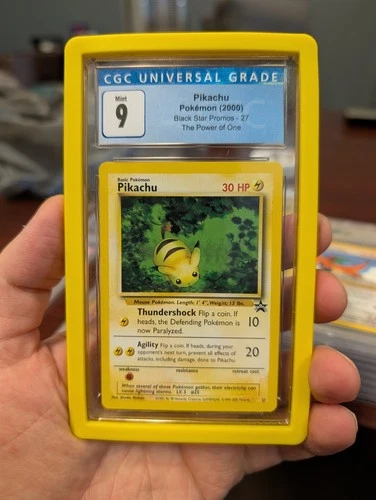 CGC UNIVERSAL GRADE
Mint
9
Pikachu
Pokémon (2000)
Black Star Promos - 27
The Power of One
Basic Pokémon
Pikachu
30 HP
Mouse Pokémon. Length: 1' 4", Weight: 13 lbs.
Thundershock Flip a coin. If
heads, the Defending Pokémon is
now Paralyzed.
10
Agility Flip a coin. If heads, during your
opponent's next turn, prevent all effects of
attacks, including damage, done to Pikachu.
20
weakness
resistance
retreat cost
When several of these Pokémon gather, their electricity can
cause lightning storms. LV. #25